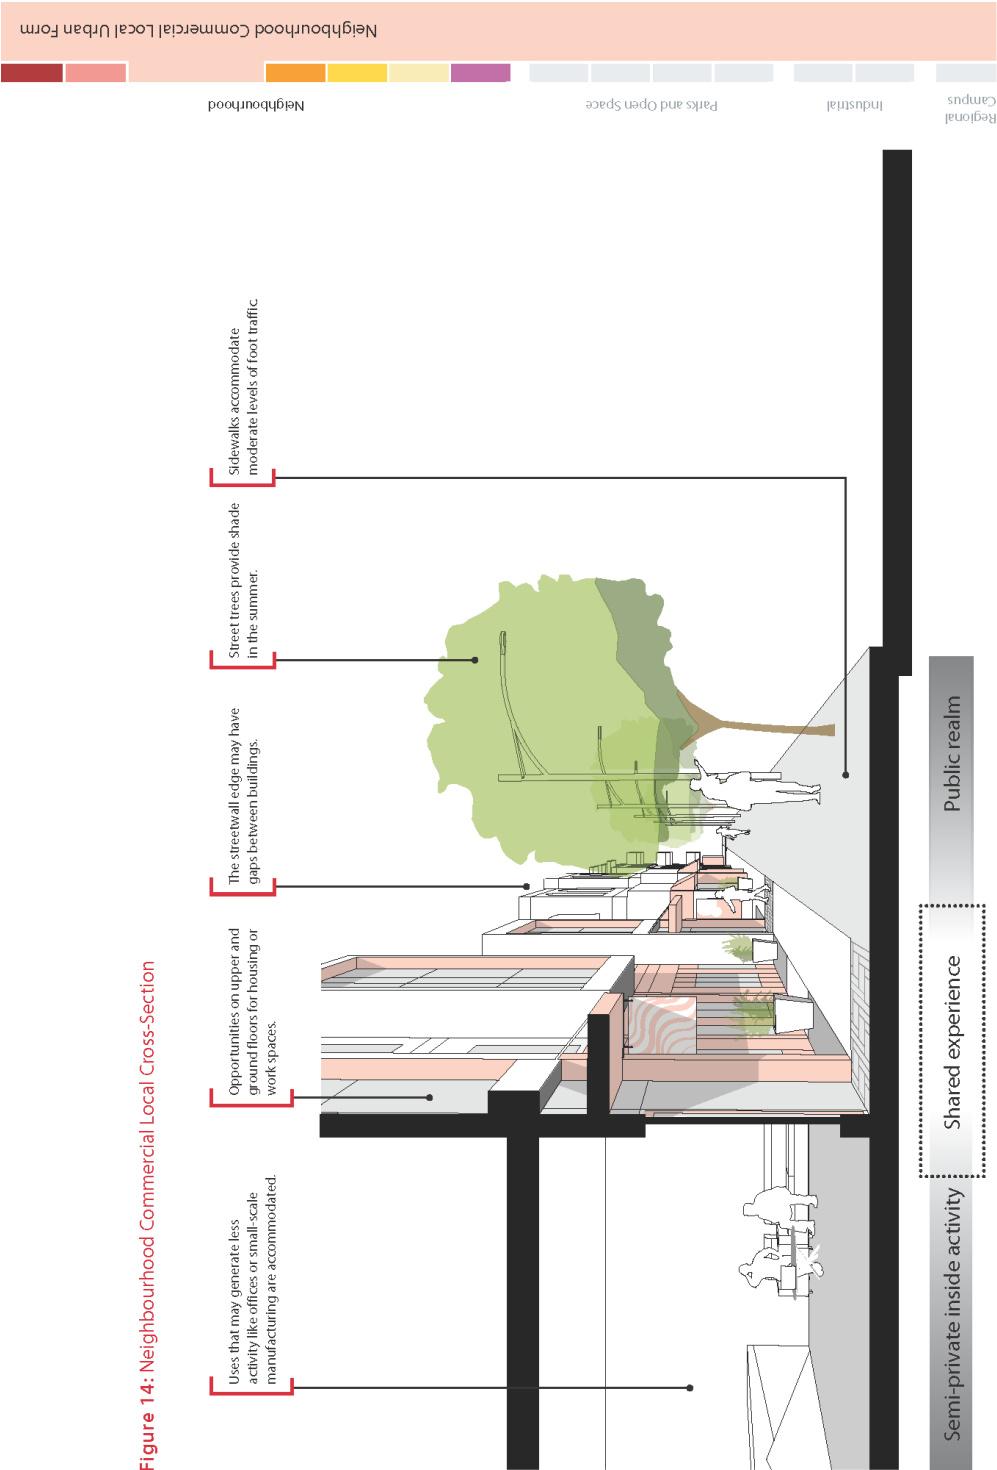 Neighbourhood Commercial Local Urban Form
Neighbourhood
Parks and Open Space
Industrial
Regional
Campus
Figure 14: Neighbourhood Commercial Local Cross-Section
Uses that may generate less
activity like offices or small-scale
manufacturing are accommodated.
Opportunities on upper and
ground floors for housing or
work spaces.
The streetwall edge may have
gaps between buildings.
Street trees provide shade
in the summer.
Sidewalks accommodate
moderate levels of foot traffic.
Semi-private inside activity
Shared experience
Public realm